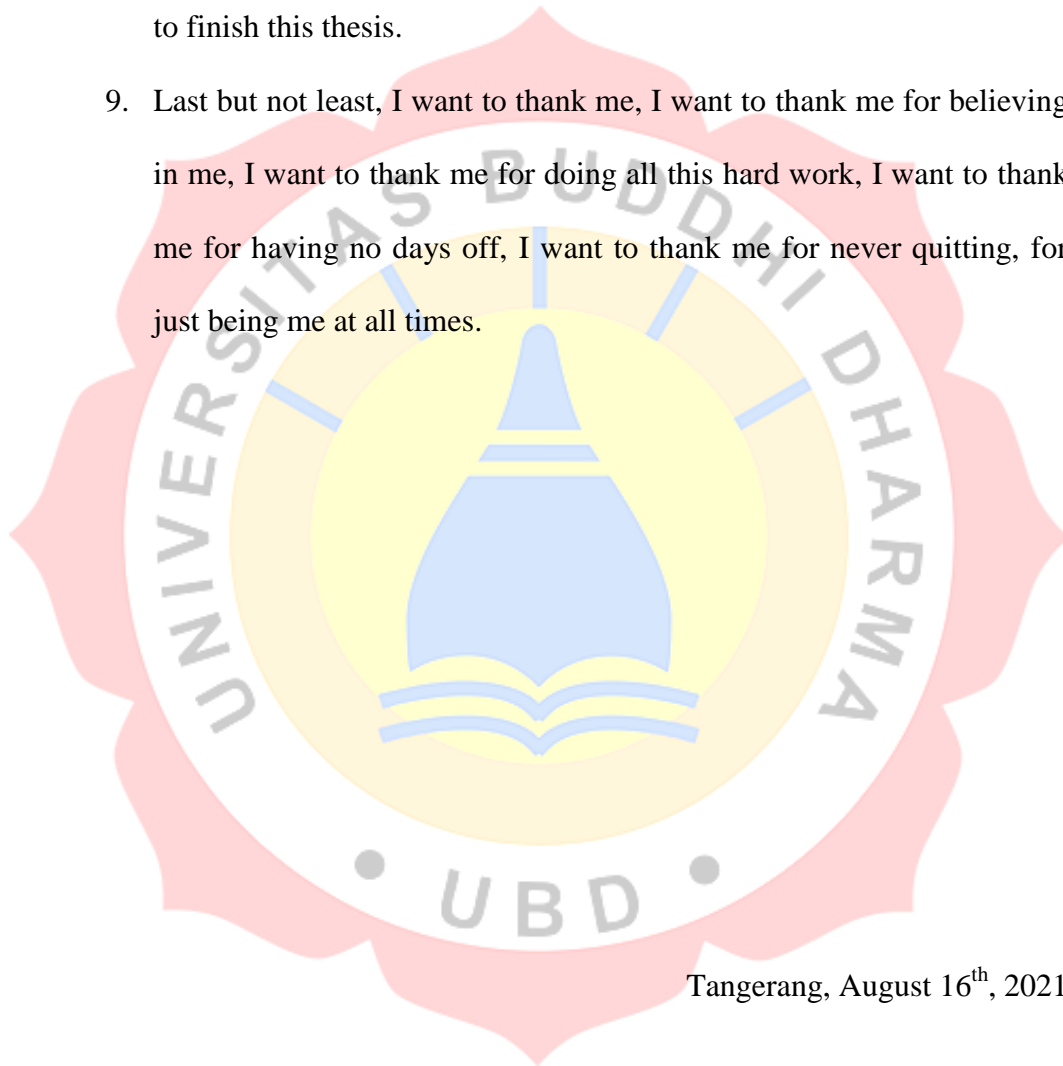 to finish this thesis.
9. Last but not least, I want to thank me, I want to thank me for believing
in me, I want to thank me for doing all this hard work, I want to thank
me for having no days off, I want to thank me for never quitting, for
just being me at all times.
UNIVERSITAS BUDDHI DHARMA
• UBD •
Tangerang, August 16th, 2021